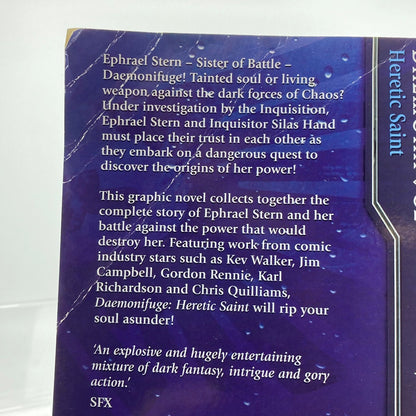 Ephrael Stern – Sister of Battle –
Daemonifuge! Tainted soul or living
weapon against the dark forces of Chaos?
Under investigation by the Inquisition,
Ephrael Stern and Inquisitor Silas Hand
must place their trust in each other as
they embark on a dangerous quest to
discover the origins of her power!
This graphic novel collects together the
complete story of Ephrael Stern and her
battle against the power that would
destroy her. Featuring work from comic
industry stars such as Kev Walker, Jim
Campbell, Gordon Rennie, Karl
Richardson and Chris Quilliams,
Daemonifuge: Heretic Saint will rip your
soul asunder!
‘An explosive and hugely entertaining
mixture of dark fantasy, intrigue and gory
action.’
SFX
Heretic Saint